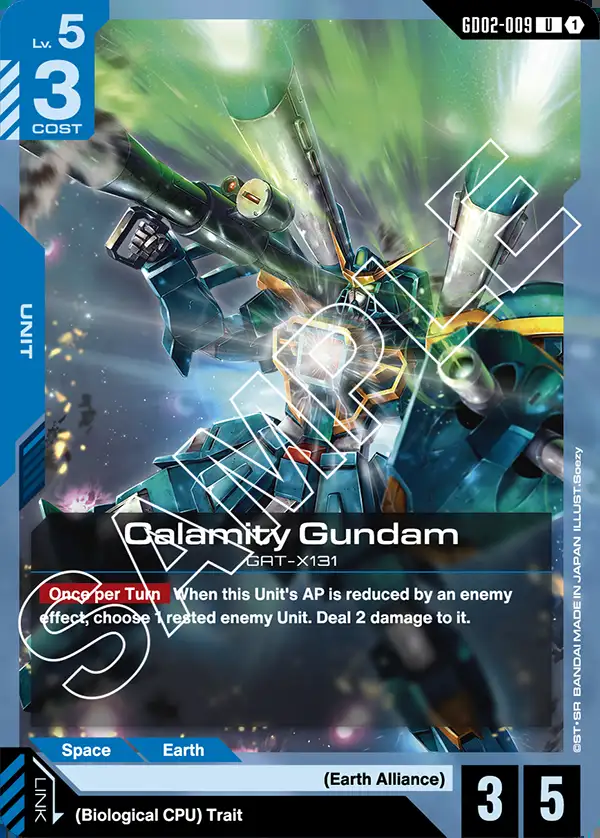 GD02-009 U 1
Lv. 5
3
COST
UNIT
SAMPLE
Calamity Gundam
GAT-X131
Once per Turn When this Unit's AP is reduced by an enemy
effect, choose 1 rested enemy Unit. Deal 2 damage to it.
©ST・SR BANDAI MADE IN JAPAN ILLUST.Soezy
Space Earth
(Earth Alliance)
LINK
(Biological CPU) Trait
3 5